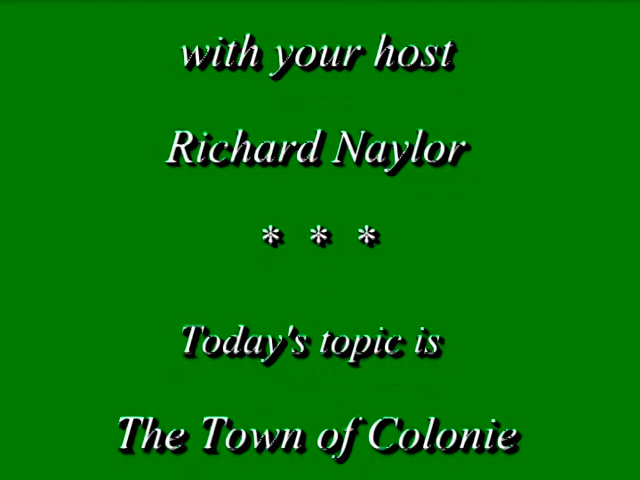 with your host
Richard Naylor
* * *
Today's topic is
The Town of Colonie